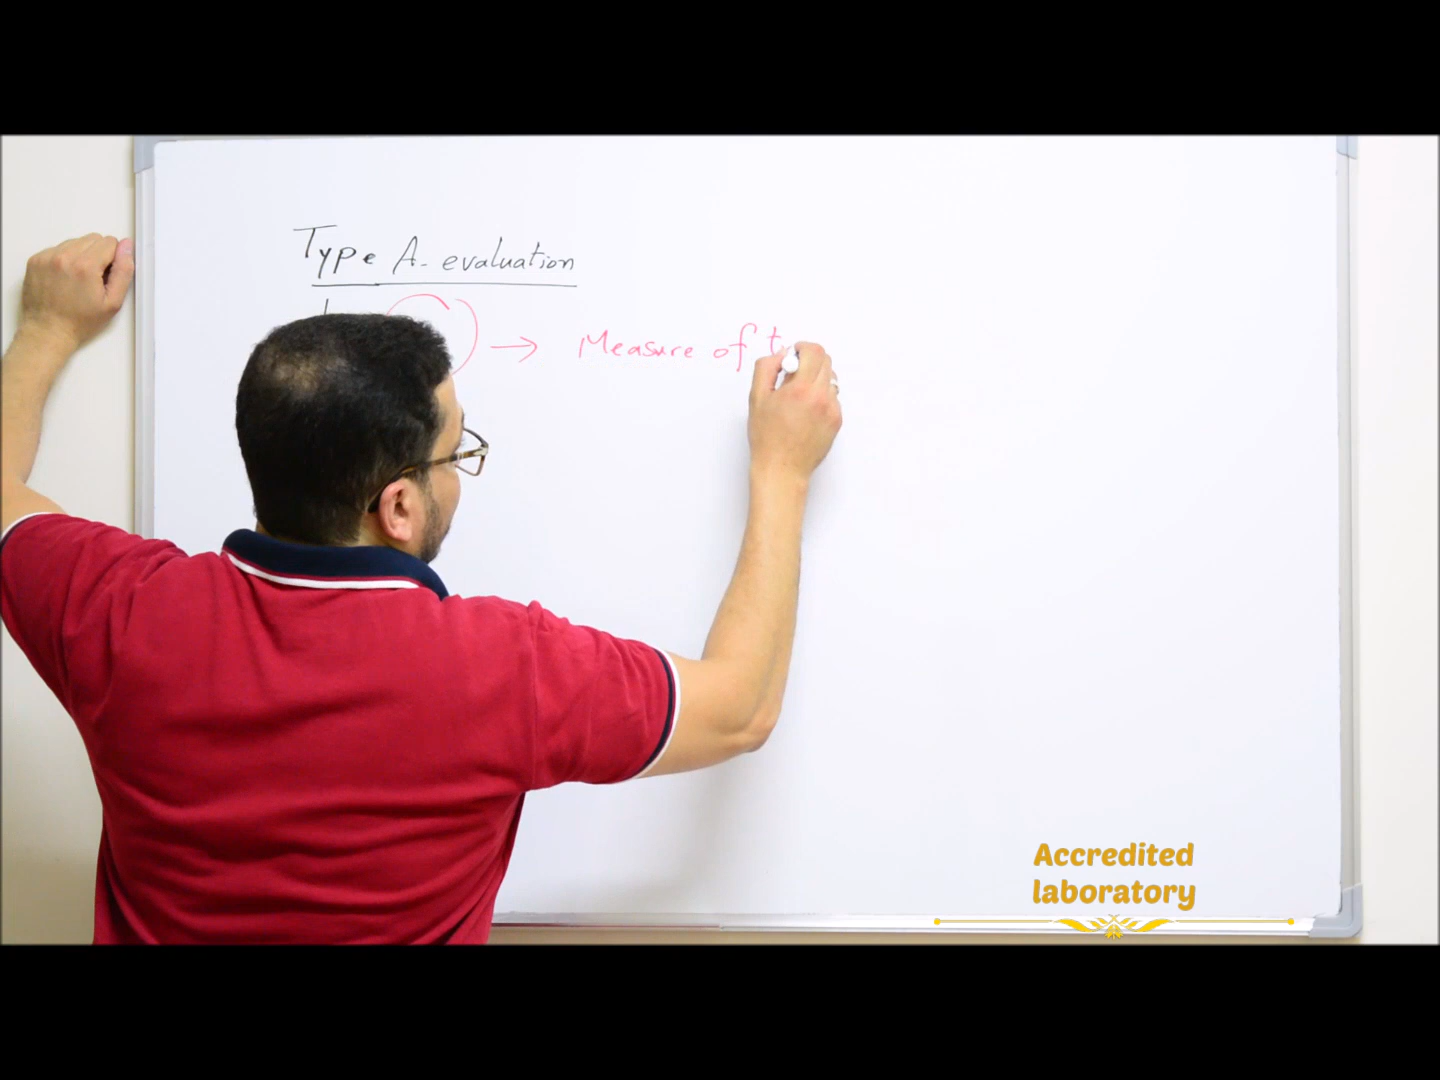 Type A- evaluation
→ Measure of
Accredited
laboratory